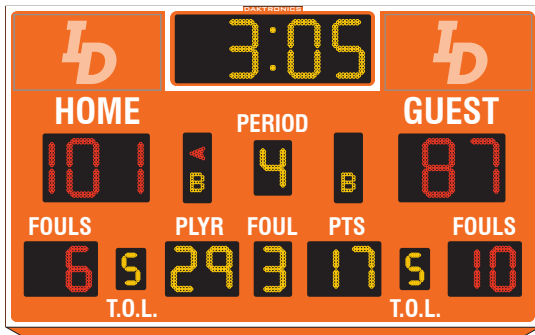 DAKTRONICS
ID ID
3:05
HOME GUEST
PERIOD
101 B 4 B 87
FOULS PLYR FOUL PTS FOULS
6 5 29 3 17 5 10
T.O.L. T.O.L.